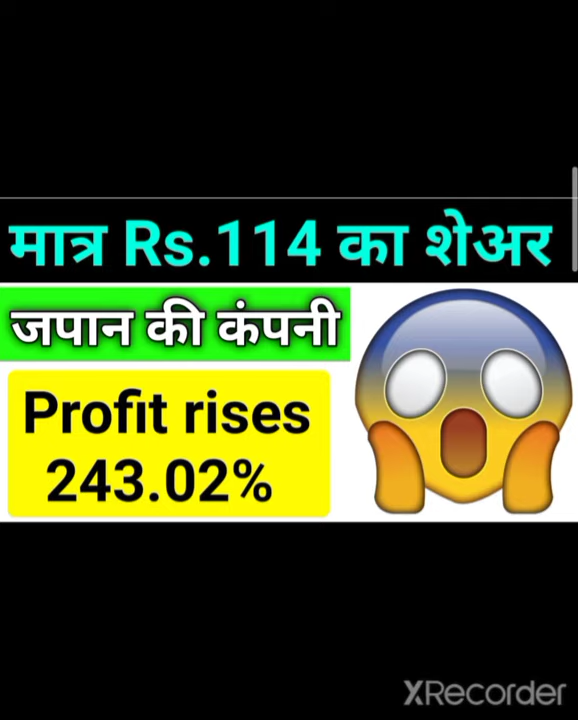 मात्र Rs.114 का शेअर
जपान की कंपनी
Profit rises
243.02%
XRecorder